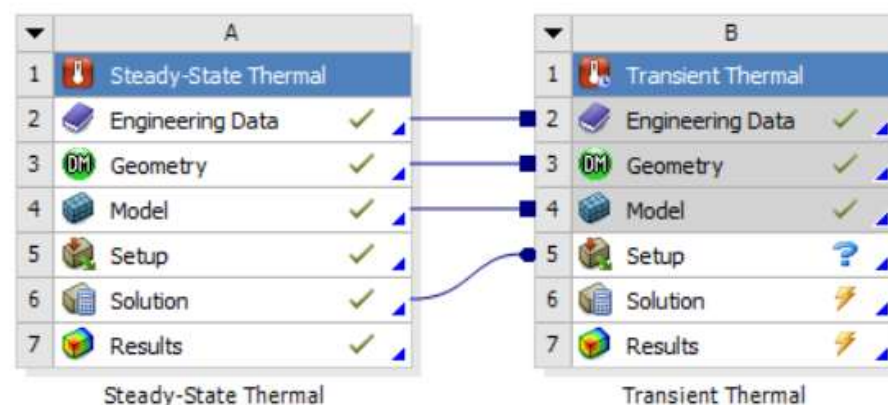 A
1 Steady-State Thermal
2 Engineering Data
3 DM Geometry
4 Model
5 Setup
6 Solution
7 Results
Steady-State Thermal
B
1 Transient Thermal
2 Engineering Data
3 DM Geometry
4 Model
5 Setup ?
6 Solution
7 Results
Transient Thermal